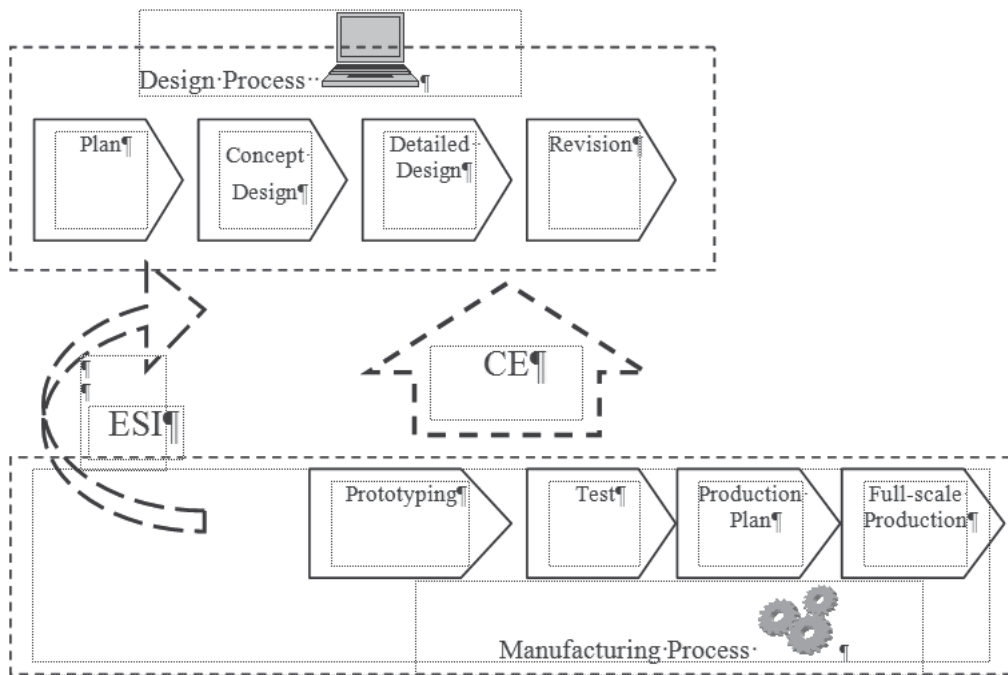 Design·Process·· ¶
Plan¶
Concept·
Design¶
Detailed··
Design¶
Revision¶
¶
¶
ESI¶
CE¶
Prototyping¶
Test¶
Production·
Plan¶
Full-scale·
Production¶
Manufacturing·Process· ¶